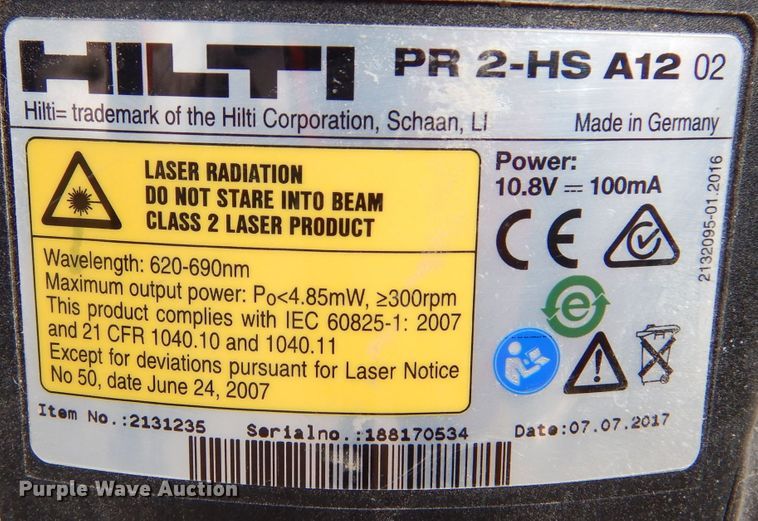 HILTI PR 2-HS A12 02
Hilti= trademark of the Hilti Corporation, Schaan, LI Made in Germany
LASER RADIATION
DO NOT STARE INTO BEAM
CLASS 2 LASER PRODUCT
Wavelength: 620-690nm
Maximum output power: Po<4.85mW, ≥300rpm
This product complies with IEC 60825-1: 2007
and 21 CFR 1040.10 and 1040.11
Except for deviations pursuant for Laser Notice
No 50, date June 24, 2007
Power:
10.8V ⎓ 100mA
CE
e
2132095-01.2016
Item No.:2131235 Serialno.:188170534 Date:07.07.2017
Purple Wave Auction